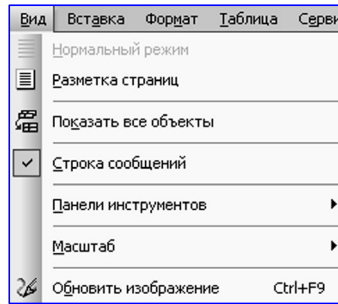 Вид Вставка Формат Таблица Серви
Нормальный режим
Разметка страниц
Показать все объекты
Строка сообщений
Панели инструментов
Масштаб
Обновить изображение Ctrl+F9